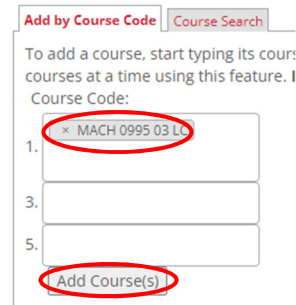 Add by Course Code Course Search
To add a course, start typing its cours
courses at a time using this feature. I
Course Code:
× MACH 0995 03 LC
1.
3.
5.
Add Course(s)